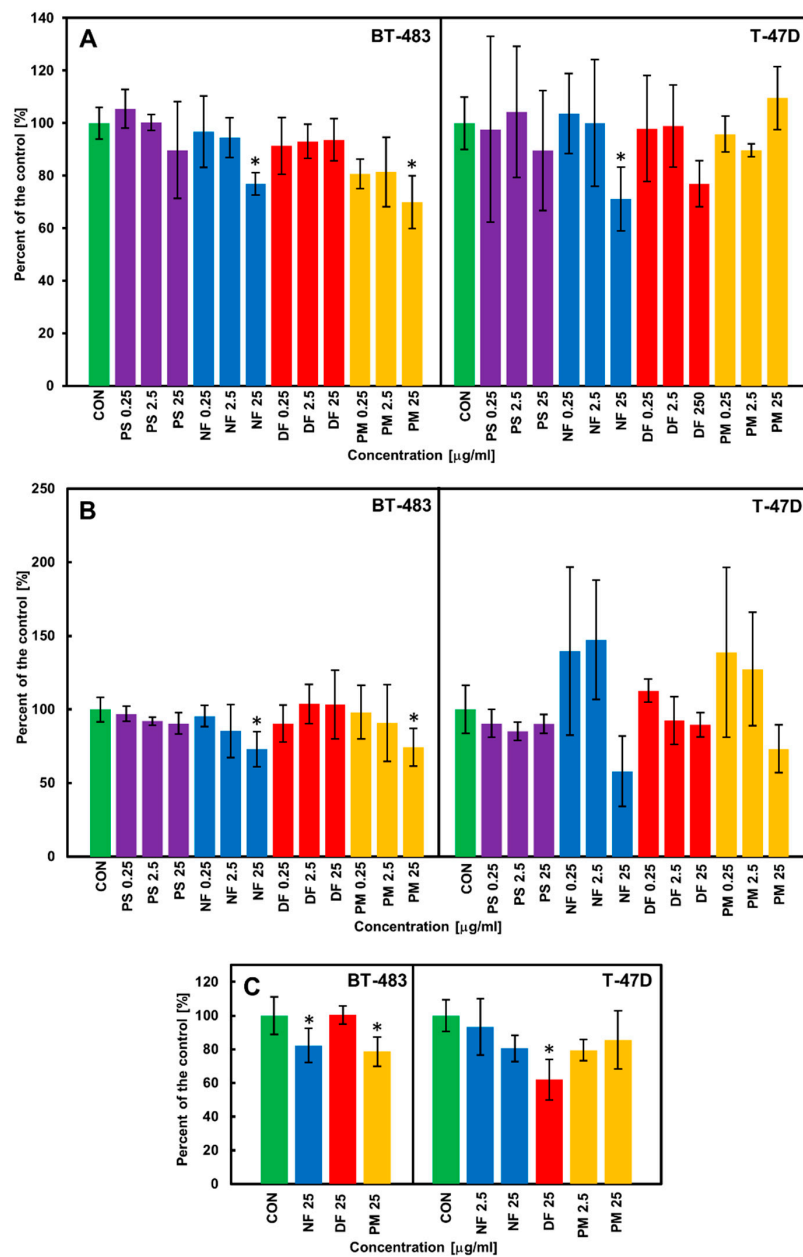 A
BT-483
T-47D
Percent of the control [%]
140
120
100
80
60
40
20
0
*
*
*
CON
PS 0.25
PS 2.5
PS 25
NF 0.25
NF 2.5
NF 25
DF 0.25
DF 2.5
DF 25
PM 0.25
PM 2.5
PM 25
CON
PS 0.25
PS 2.5
PS 25
NF 0.25
NF 2.5
NF 25
DF 0.25
DF 2.5
DF 250
PM 0.25
PM 2.5
PM 25
Concentration [µg/ml]
B
BT-483
T-47D
Percent of the control [%]
250
200
150
100
50
0
*
*
CON
PS 0.25
PS 2.5
PS 25
NF 0.25
NF 2.5
NF 25
DF 0.25
DF 2.5
DF 25
PM 0.25
PM 2.5
PM 25
CON
PS 0.25
PS 2.5
PS 25
NF 0.25
NF 2.5
NF 25
DF 0.25
DF 2.5
DF 25
PM 0.25
PM 2.5
PM 25
Concentration [µg/ml]
C
BT-483
T-47D
Percent of the control [%]
120
100
80
60
40
20
0
*
*
*
CON
NF 25
DF 25
PM 25
CON
NF 2.5
NF 25
DF 25
PM 2.5
PM 25
Concentration [µg/ml]